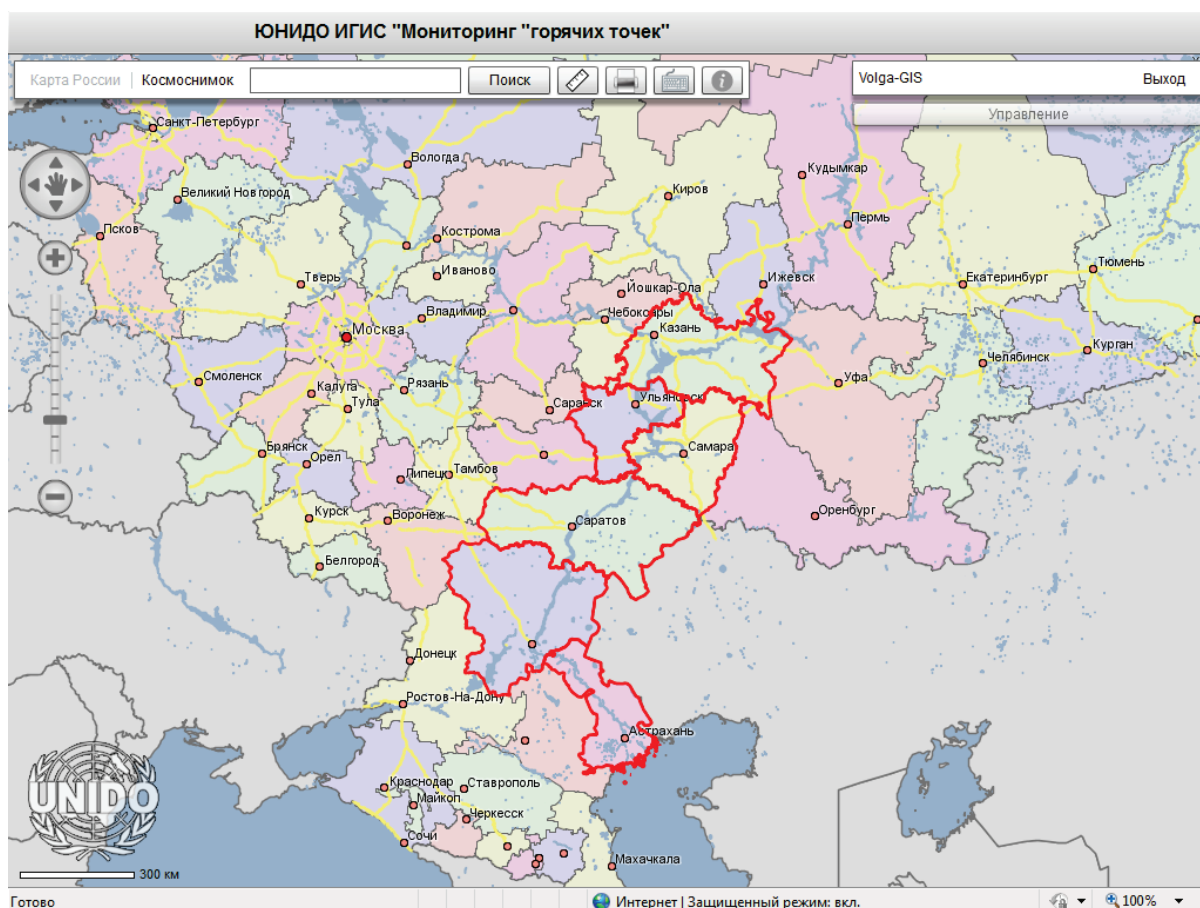 ЮНИДО ИГИС "Мониторинг "горячих точек"
Карта России | Космоснимок
Поиск
Volga-GIS
Выход
Управление
Санкт-Петербург
Вологда
Кудымкар
Великий Новгород
Киров
Псков
Кострома
Пермь
Иваново
Тюмень
Тверь
Йошкар-Ола
Ижевск
Екатеринбург
Владимир
Чебоксары
Москва
Казань
Курган
Челябинск
Смоленск
Калуга
Рязань
Уфа
Тула
Саранск
Ульяновск
Брянск
Орел
Самара
Липецк
Тамбов
Курск
Воронеж
Саратов
Оренбург
Белгород
Донецк
Ростов-На-Дону
Астрахань
Краснодар
Ставрополь
Майкоп
Черкесск
UNIDO
Сочи
Махачкала
300 км
Готово
Интернет | Защищенный режим: вкл.
100%